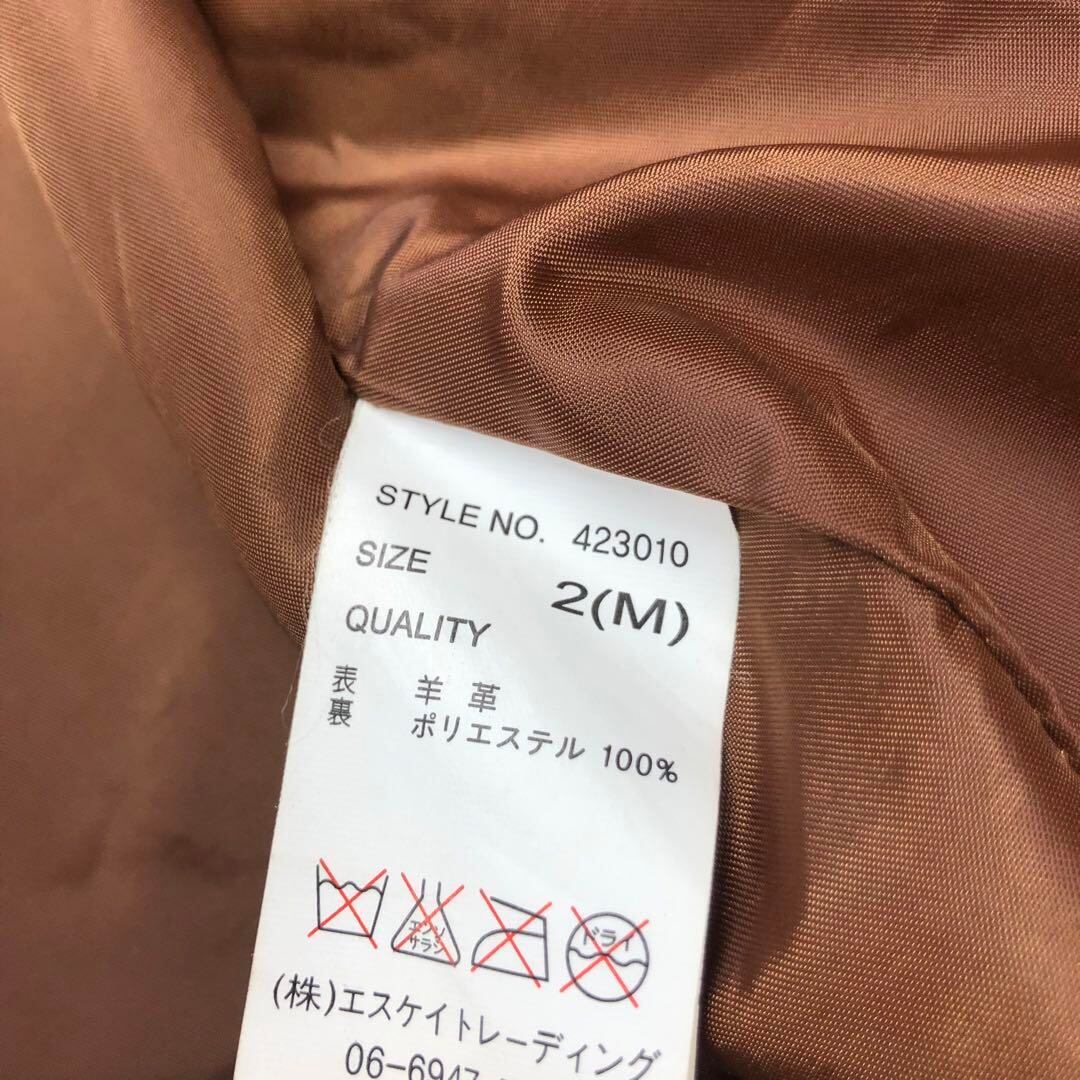 STYLE NO. 423010
SIZE 2(M)
QUALITY
表 羊革
裏 ポリエステル 100%
エンソサラシ ドライ
(株)エスケイトレーディング
06-6947